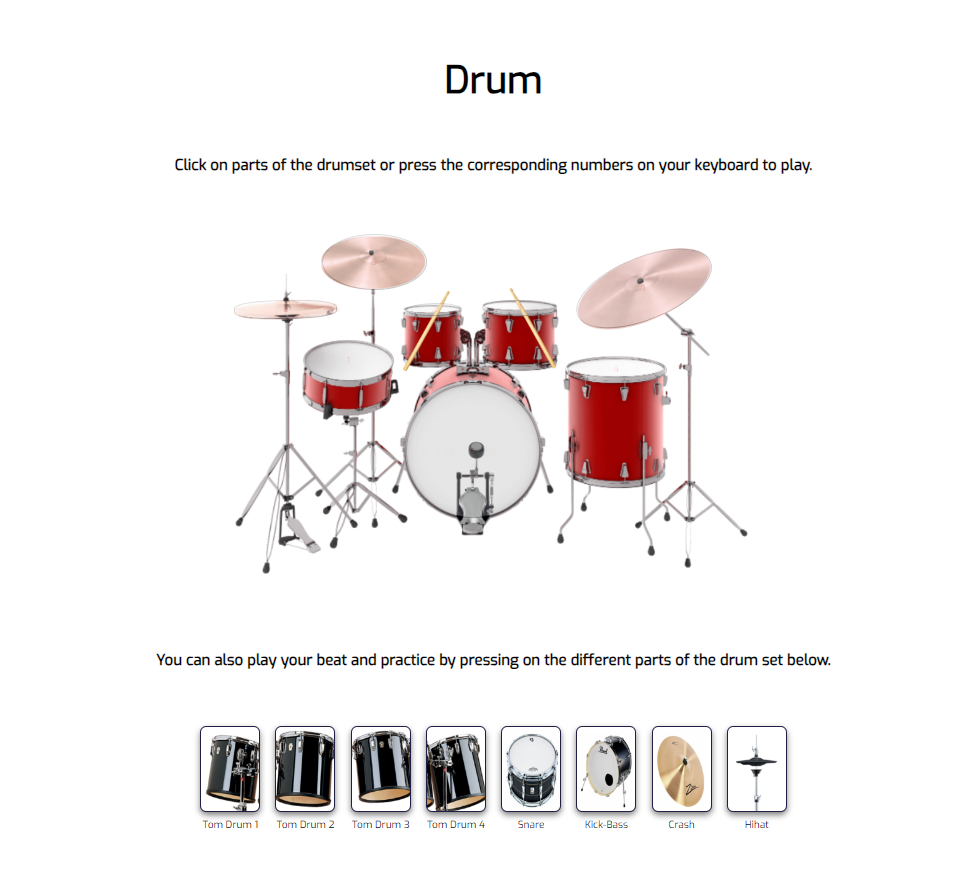 Drum
Click on parts of the drumset or press the corresponding numbers on your keyboard to play.
You can also play your beat and practice by pressing on the different parts of the drum set below.
Tom Drum 1 Tom Drum 2 Tom Drum 3 Tom Drum 4 Snare Kick-Bass Crash Hihat